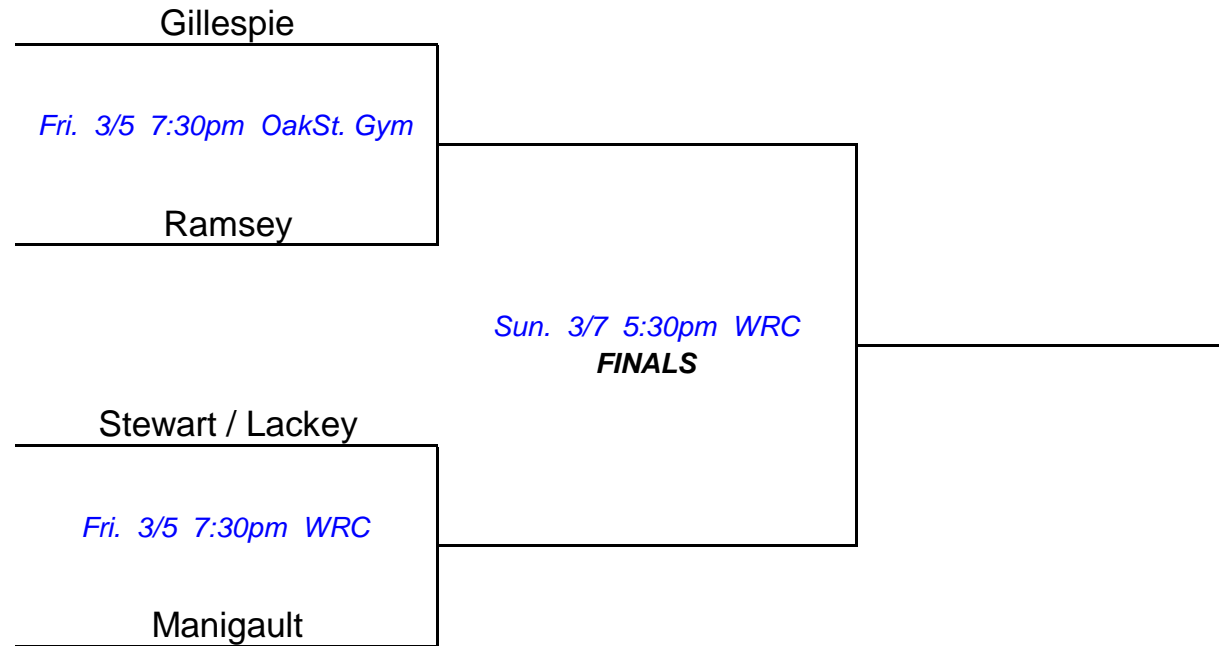 Gillespie
Fri. 3/5 7:30pm OakSt. Gym
Ramsey
Sun. 3/7 5:30pm WRC
FINALS
Stewart / Lackey
Fri. 3/5 7:30pm WRC
Manigault